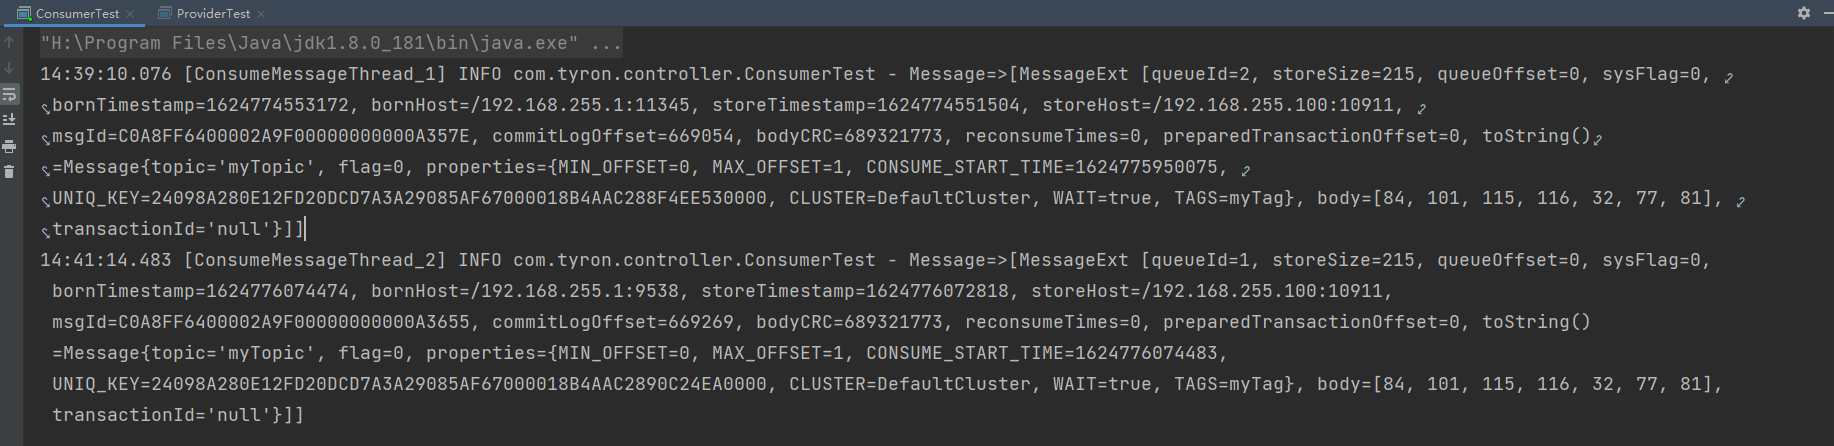 ConsumerTest ProviderTest
"H:\Program Files\Java\jdk1.8.0_181\bin\java.exe" ...
14:39:10.076 [ConsumeMessageThread_1] INFO com.tyron.controller.ConsumerTest - Message=>[MessageExt [queueId=2, storeSize=215, queueOffset=0, sysFlag=0,
bornTimestamp=1624774553172, bornHost=/192.168.255.1:11345, storeTimestamp=1624774551504, storeHost=/192.168.255.100:10911,
msgId=C0A8FF6400002A9F00000000000A357E, commitLogOffset=669054, bodyCRC=689321773, reconsumeTimes=0, preparedTransactionOffset=0, toString()
=Message{topic='myTopic', flag=0, properties={MIN_OFFSET=0, MAX_OFFSET=1, CONSUME_START_TIME=1624775950075,
UNIQ_KEY=24098A280E12FD20DCD7A3A29085AF67000018B4AAC288F4EE530000, CLUSTER=DefaultCluster, WAIT=true, TAGS=myTag}, body=[84, 101, 115, 116, 32, 77, 81],
transactionId='null'}]]
14:41:14.483 [ConsumeMessageThread_2] INFO com.tyron.controller.ConsumerTest - Message=>[MessageExt [queueId=1, storeSize=215, queueOffset=0, sysFlag=0,
bornTimestamp=1624776074474, bornHost=/192.168.255.1:9538, storeTimestamp=1624776072818, storeHost=/192.168.255.100:10911,
msgId=C0A8FF6400002A9F00000000000A3655, commitLogOffset=669269, bodyCRC=689321773, reconsumeTimes=0, preparedTransactionOffset=0, toString()
=Message{topic='myTopic', flag=0, properties={MIN_OFFSET=0, MAX_OFFSET=1, CONSUME_START_TIME=1624776074483,
UNIQ_KEY=24098A280E12FD20DCD7A3A29085AF67000018B4AAC2890C24EA0000, CLUSTER=DefaultCluster, WAIT=true, TAGS=myTag}, body=[84, 101, 115, 116, 32, 77, 81],
transactionId='null'}]]